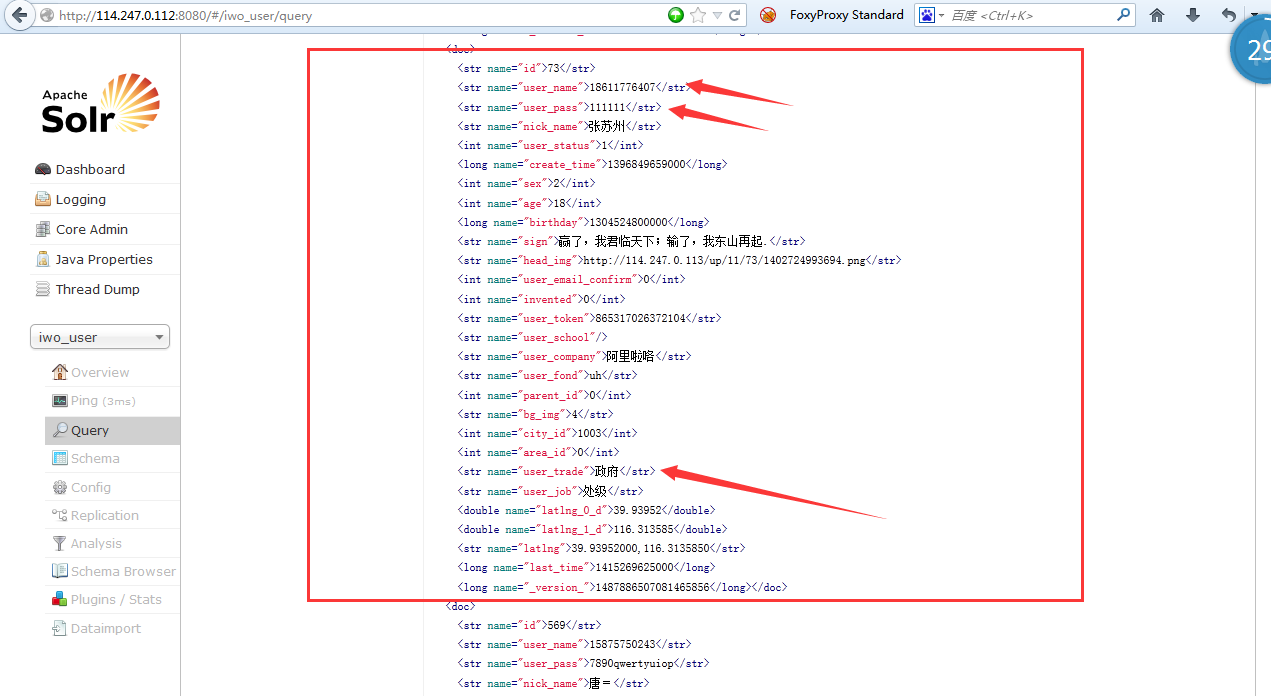 http://114.247.0.112:8080/#/iwo_user/query
FoxyProxy Standard
百度 <Ctrl+K>
29
Apache
Solr
Dashboard
Logging
Core Admin
Java Properties
Thread Dump
iwo_user
Overview
Ping (3ms)
Query
Schema
Config
Replication
Analysis
Schema Browser
Plugins / Stats
Dataimport
<doc>
<str name="id">73</str>
<str name="user_name">18611776407</str>
<str name="user_pass">111111</str>
<str name="nick_name">张苏州</str>
<int name="user_status">1</int>
<long name="create_time">1396849659000</long>
<int name="sex">2</int>
<int name="age">18</int>
<long name="birthday">1304524800000</long>
<str name="sign">赢了，我君临天下；输了，我东山再起.</str>
<str name="head_img">http://114.247.0.113/up/11/73/1402724993694.png</str>
<int name="user_email_confirm">0</int>
<int name="invented">0</int>
<str name="user_token">865317026372104</str>
<str name="user_school"/>
<str name="user_company">阿里啦咯</str>
<str name="user_fond">uh</str>
<int name="parent_id">0</int>
<str name="bg_img">4</str>
<int name="city_id">1003</int>
<int name="area_id">0</int>
<str name="user_trade">政府</str>
<str name="user_job">处级</str>
<double name="latlng_0_d">39.93952</double>
<double name="latlng_1_d">116.313585</double>
<str name="latlng">39.93952000,116.3135850</str>
<long name="last_time">1415269625000</long>
<long name="_version_">1487886507081465856</long></doc>
<doc>
<str name="id">569</str>
<str name="user_name">15875750243</str>
<str name="user_pass">7890qwertyuiop</str>
<str name="nick_name">唐＝</str>